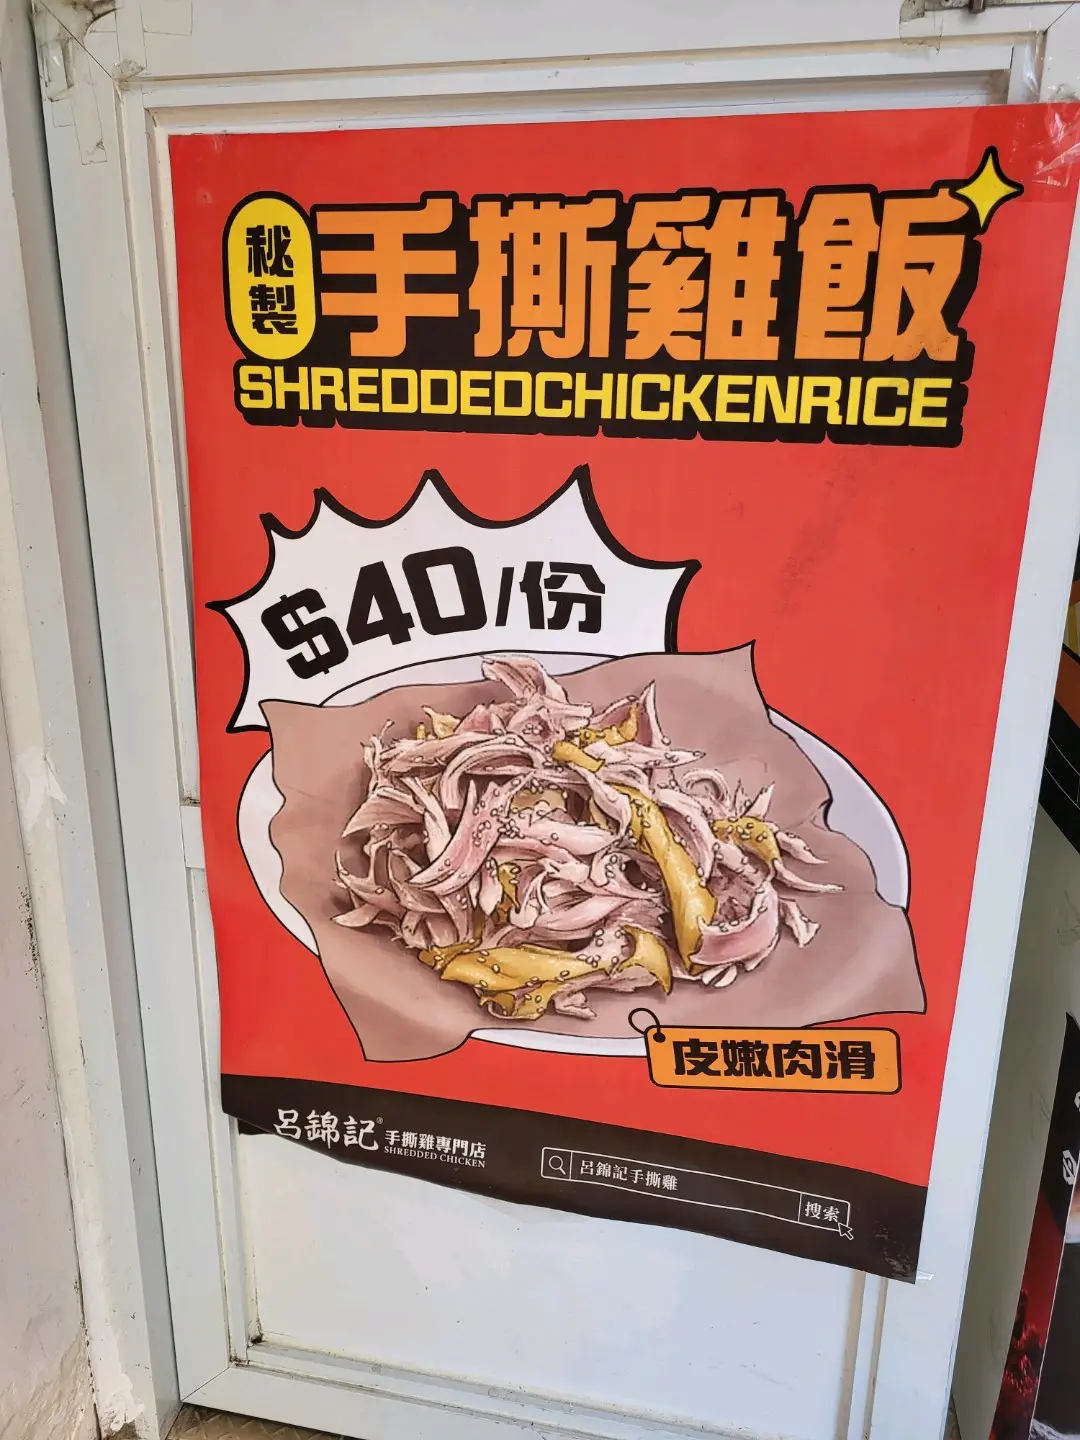 秘製
手撕雞飯
SHREDDEDCHICKENRICE
$40/份
皮嫩肉滑
呂錦記®
手撕雞專門店
SHREDDED CHICKEN
呂錦記手撕雞
搜索